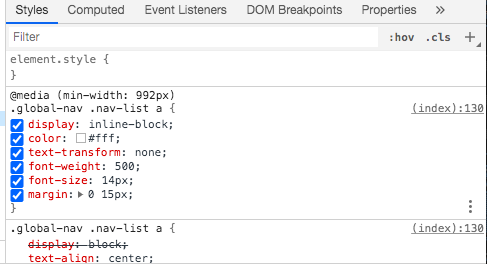 Styles Computed Event Listeners DOM Breakpoints Properties »
Filter :hov .cls +
element.style {
}
@media (min-width: 992px)
.global-nav .nav-list a { (index):130
display: inline-block;
color: #fff;
text-transform: none;
font-weight: 500;
font-size: 14px;
margin: 0 15px;
}
.global-nav .nav-list a { (index):130
display: block;
text-align: center;